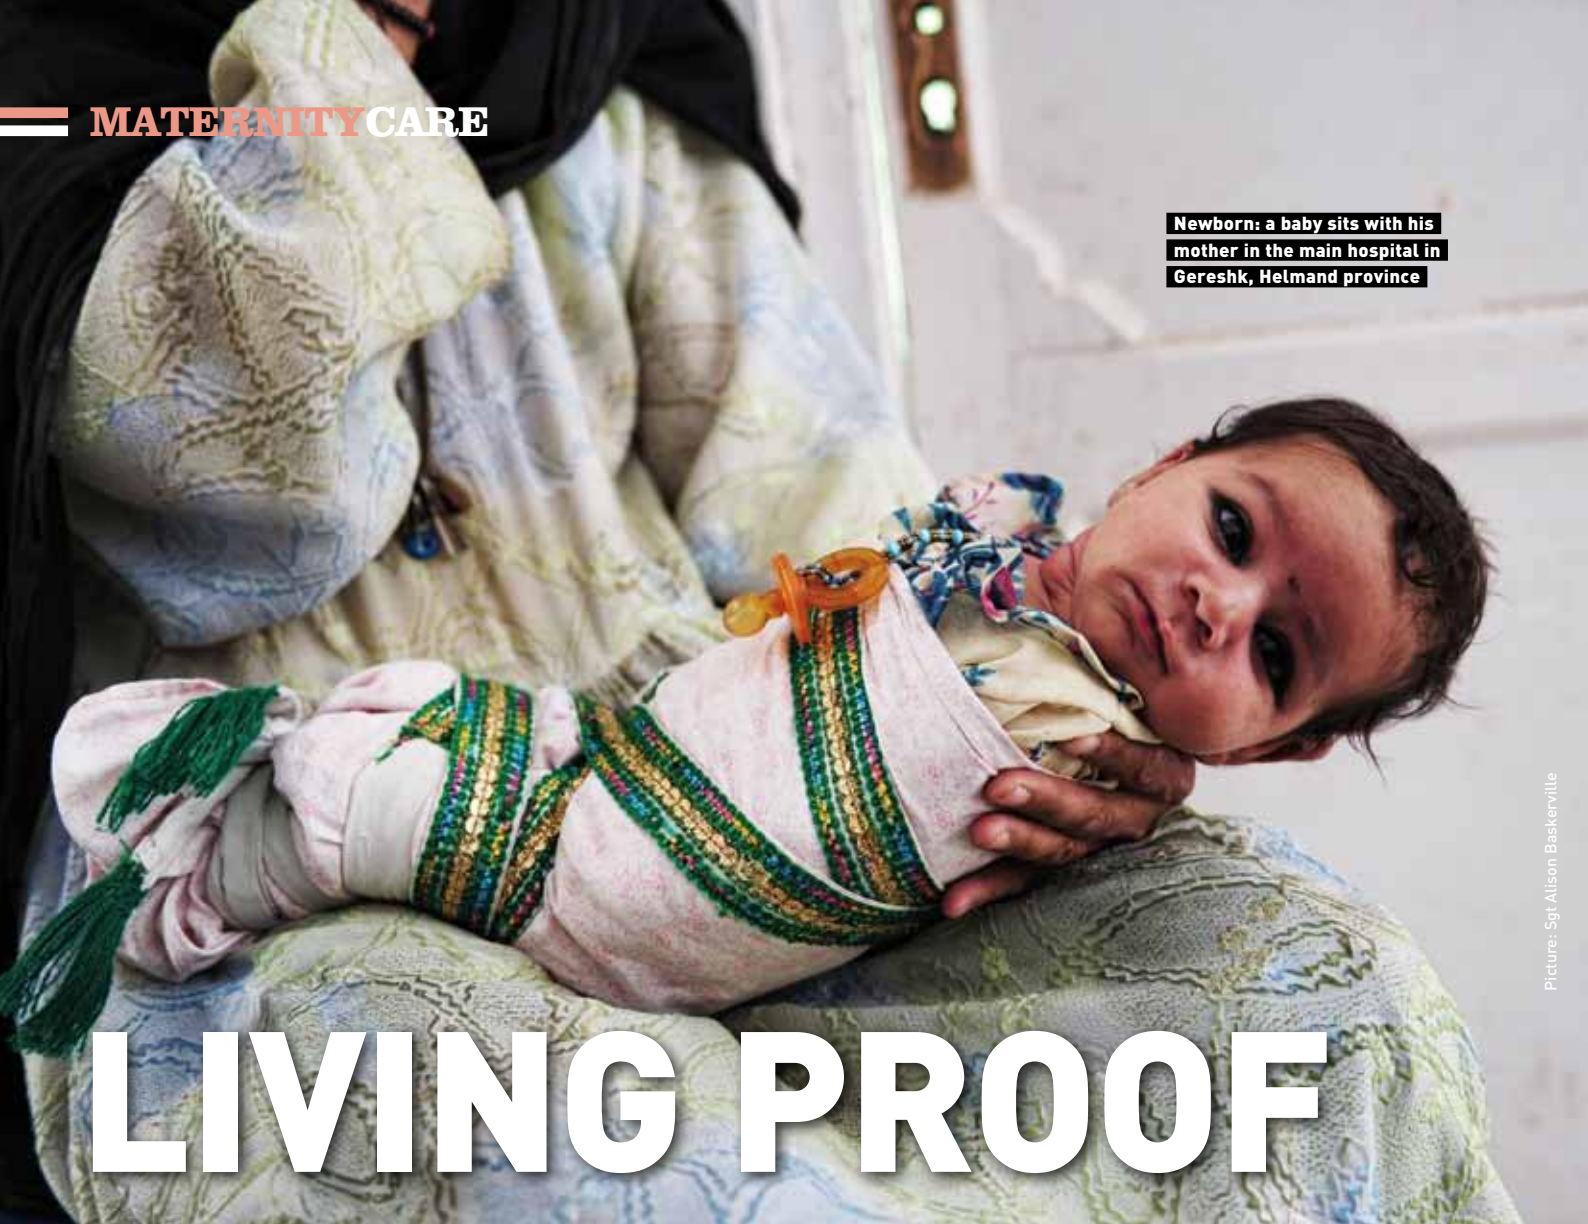 MATERNITYCARE
Newborn: a baby sits with his
mother in the main hospital in
Gereshk, Helmand province
Picture: Sgt Alison Baskerville
LIVING PROOF